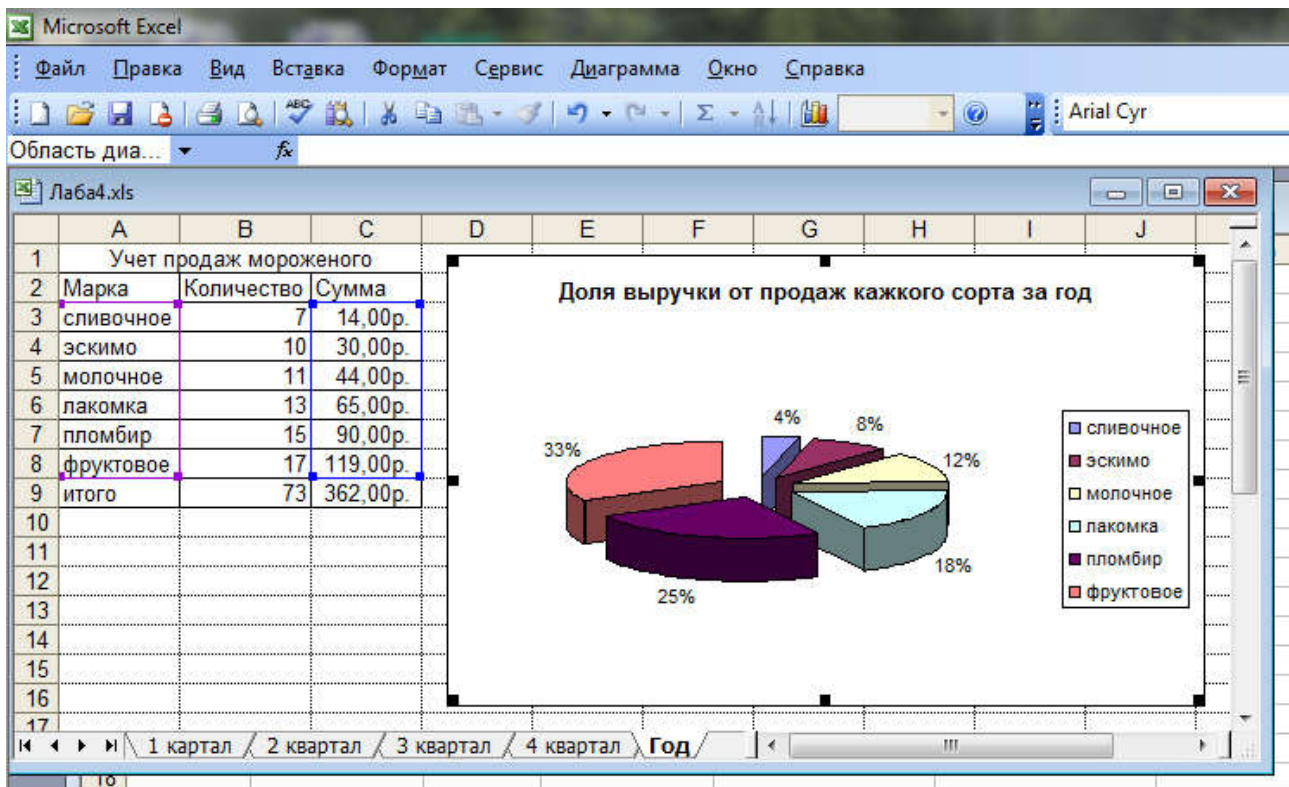 Microsoft Excel
Файл Правка Вид Вставка Формат Сервис Диаграмма Окно Справка
ABC Σ Arial Cyr
Область диа... fx
Лаба4.xls
A B C D E F G H I J
1 Учет продаж мороженого
2 Марка Количество Сумма
3 сливочное 7 14,00р.
4 эскимо 10 30,00р.
5 молочное 11 44,00р.
6 лакомка 13 65,00р.
7 пломбир 15 90,00р.
8 фруктовое 17 119,00р.
9 итого 73 362,00р.
10
11
12
13
14
15
16
17
Доля выручки от продаж кажкого сорта за год
4%
8%
12%
18%
25%
33%
сливочное
эскимо
молочное
лакомка
пломбир
фруктовое
1 картал 2 квартал 3 квартал 4 квартал Год